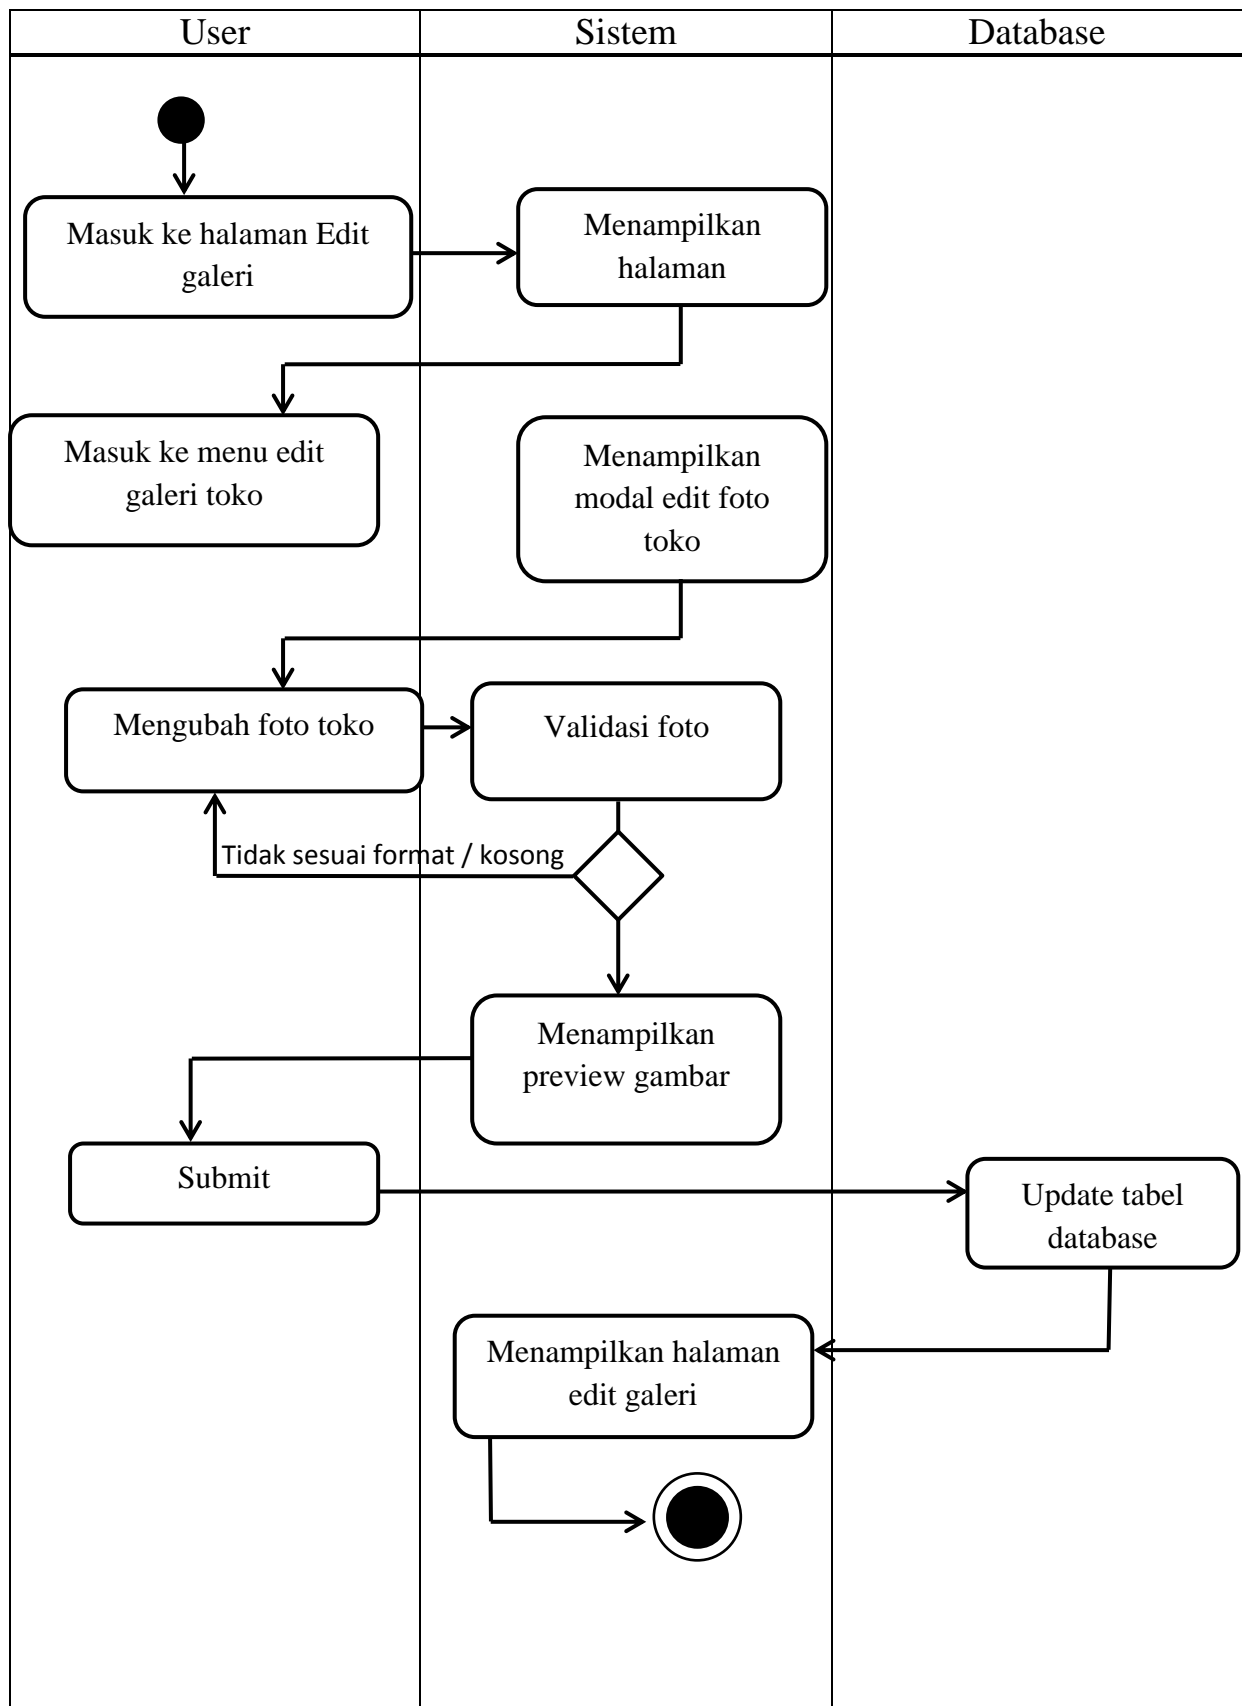 User
Sistem
Database
Masuk ke halaman Edit
galeri
Menampilkan
halaman
Masuk ke menu edit
galeri toko
Menampilkan
modal edit foto
toko
Mengubah foto toko
Validasi foto
Tidak sesuai format / kosong
Menampilkan
preview gambar
Submit
Update tabel
database
Menampilkan halaman
edit galeri